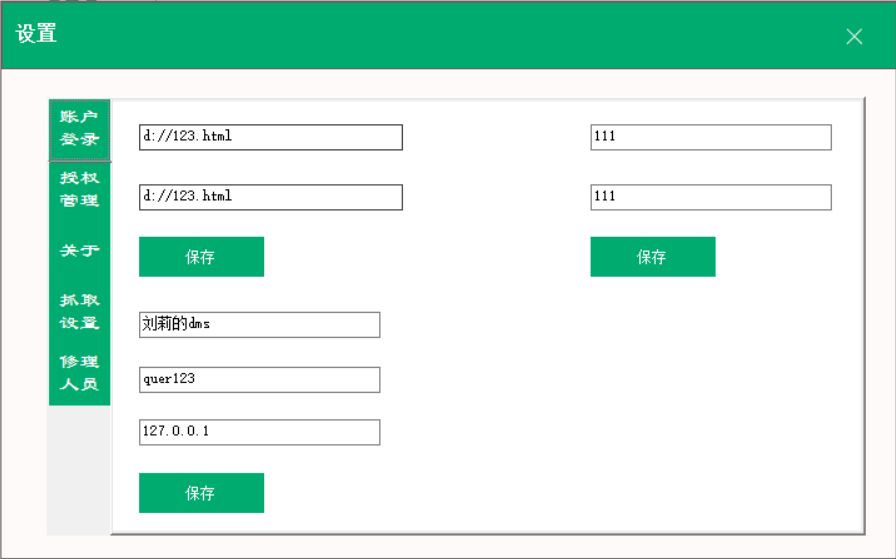 设置
账户
登录
授权
管理
关于
抓取
设置
修理
人员
d://123.html
111
d://123.html
111
保存
保存
刘莉的dms
quer123
127.0.0.1
保存